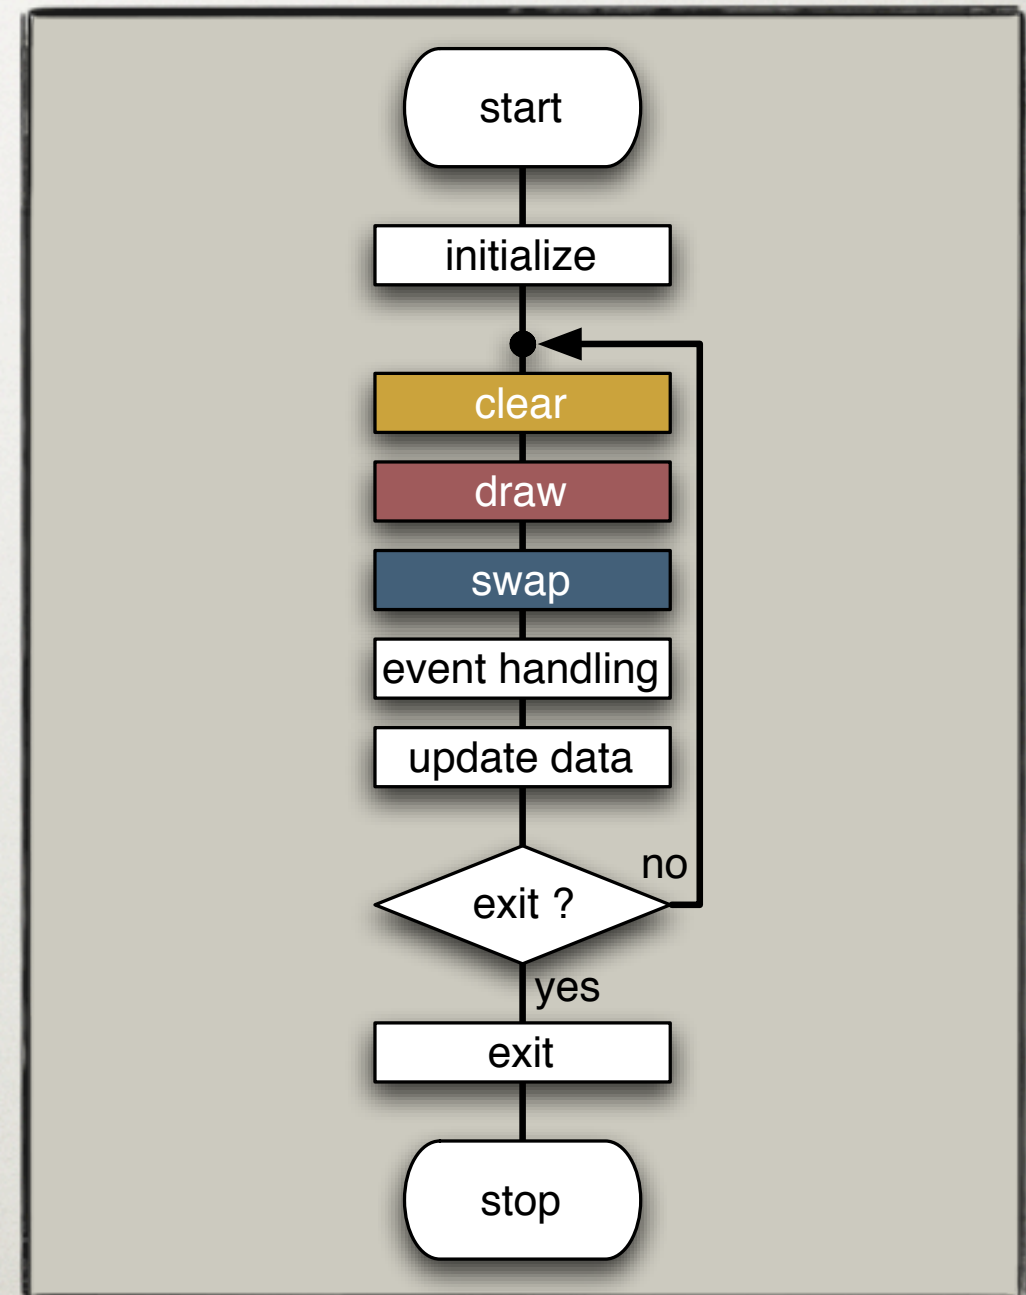 start
initialize
clear
draw
swap
event handling
update data
no
exit ?
yes
exit
stop